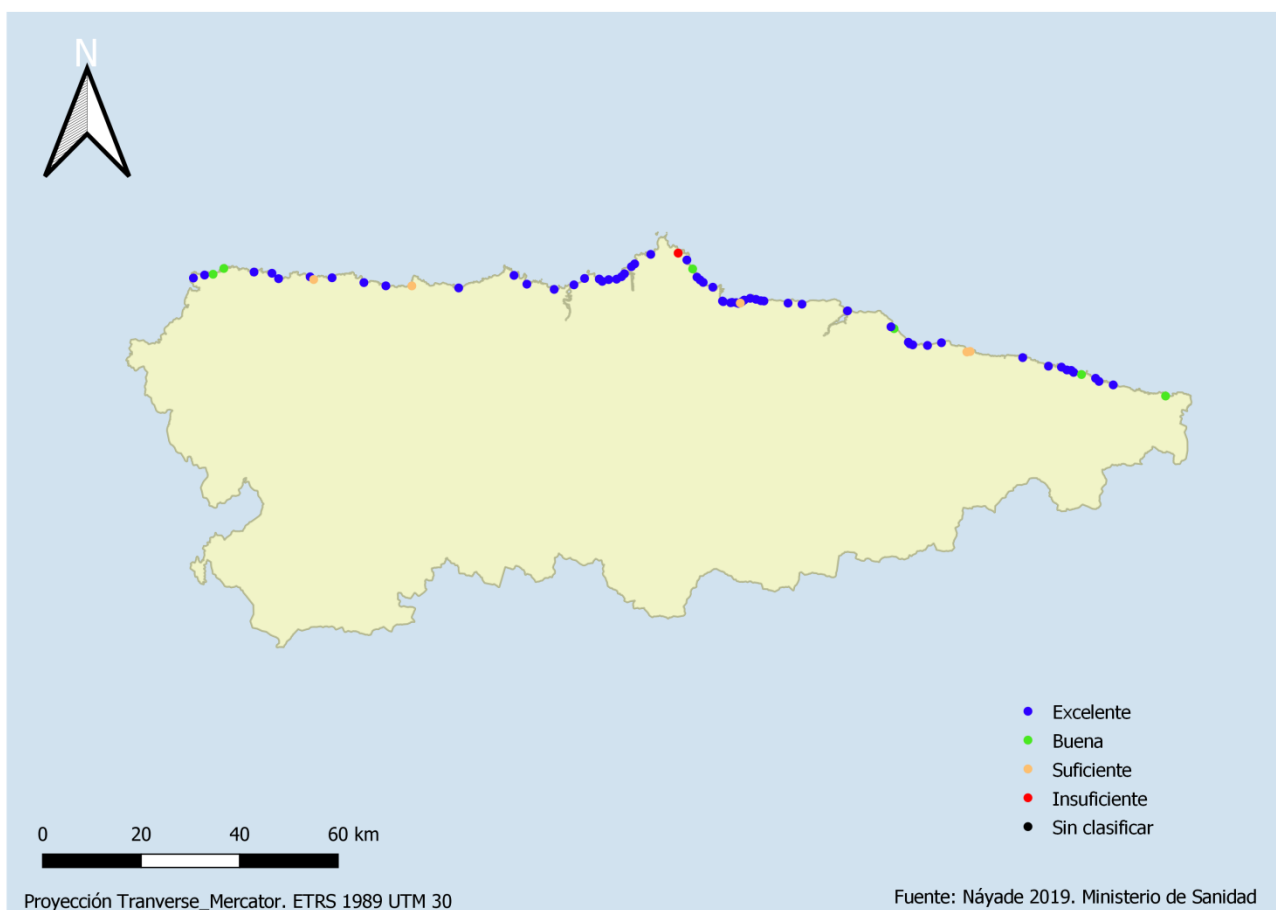 N
Excelente
Buena
Suficiente
Insuficiente
Sin clasificar
0 20 40 60 km
Proyección Tranverse_Mercator. ETRS 1989 UTM 30
Fuente: Náyade 2019. Ministerio de Sanidad